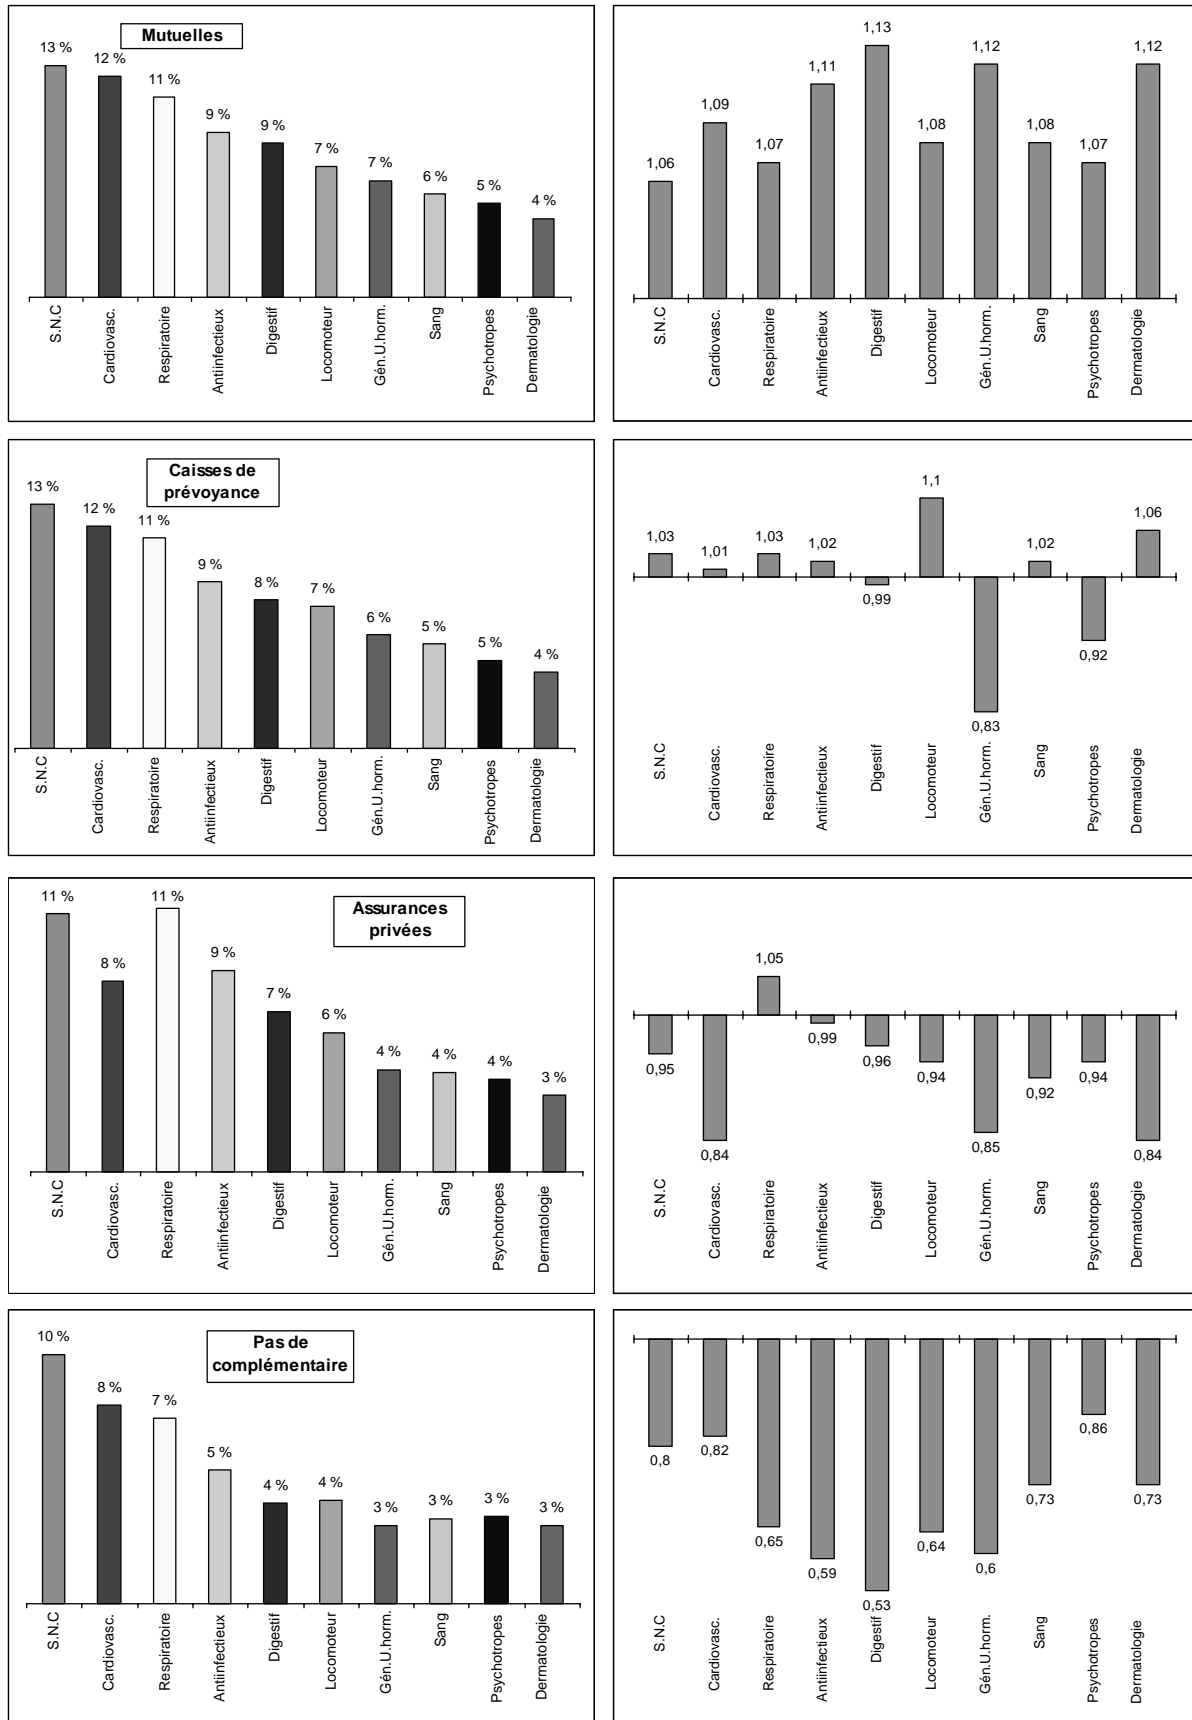 Mutuelles
13 %
12 %
11 %
9 %
9 %
7 %
7 %
6 %
5 %
4 %
S.N.C
Cardiovasc.
Respiratoire
Antiinfectieux
Digestif
Locomoteur
Gén.U.horm.
Sang
Psychotropes
Dermatologie
1,06
1,09
1,07
1,11
1,13
1,08
1,12
1,08
1,07
1,12
S.N.C
Cardiovasc.
Respiratoire
Antiinfectieux
Digestif
Locomoteur
Gén.U.horm.
Sang
Psychotropes
Dermatologie
Caisses de
prévoyance
13 %
12 %
11 %
9 %
8 %
7 %
6 %
5 %
5 %
4 %
S.N.C
Cardiovasc.
Respiratoire
Antiinfectieux
Digestif
Locomoteur
Gén.U.horm.
Sang
Psychotropes
Dermatologie
1,03
1,01
1,03
1,02
0,99
1,1
0,83
1,02
0,92
1,06
S.N.C
Cardiovasc.
Respiratoire
Antiinfectieux
Digestif
Locomoteur
Gén.U.horm.
Sang
Psychotropes
Dermatologie
Assurances
privées
11 %
8 %
11 %
9 %
7 %
6 %
4 %
4 %
4 %
3 %
S.N.C
Cardiovasc.
Respiratoire
Antiinfectieux
Digestif
Locomoteur
Gén.U.horm.
Sang
Psychotropes
Dermatologie
0,95
0,84
1,05
0,99
0,96
0,94
0,85
0,92
0,94
0,84
S.N.C
Cardiovasc.
Respiratoire
Antiinfectieux
Digestif
Locomoteur
Gén.U.horm.
Sang
Psychotropes
Dermatologie
Pas de
complémentaire
10 %
8 %
7 %
5 %
4 %
4 %
3 %
3 %
3 %
3 %
S.N.C
Cardiovasc.
Respiratoire
Antiinfectieux
Digestif
Locomoteur
Gén.U.horm.
Sang
Psychotropes
Dermatologie
0,8
0,82
0,65
0,59
0,53
0,64
0,6
0,73
0,86
0,73
S.N.C
Cardiovasc.
Respiratoire
Antiinfectieux
Digestif
Locomoteur
Gén.U.horm.
Sang
Psychotropes
Dermatologie